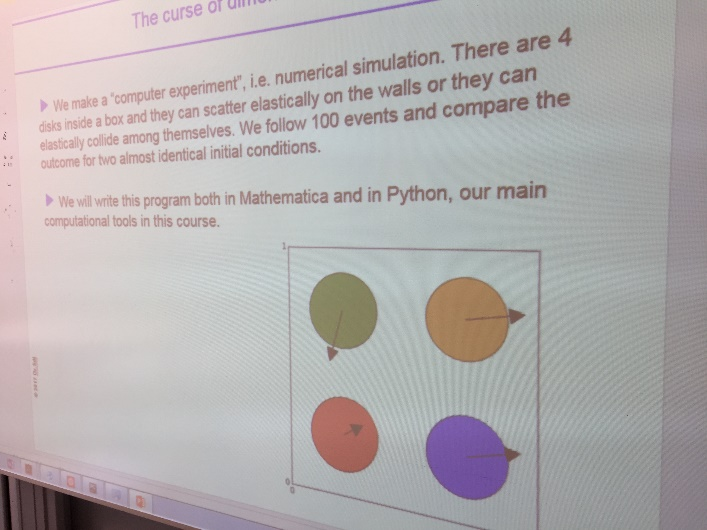 The curse of
We make a "computer experiment", i.e. numerical simulation. There are 4
disks inside a box and they can scatter elastically on the walls or they can
elastically collide among themselves. We follow 100 events and compare the
outcome for two almost identical initial conditions.
We will write this program both in Mathematica and in Python, our main
computational tools in this course.
1
0
0